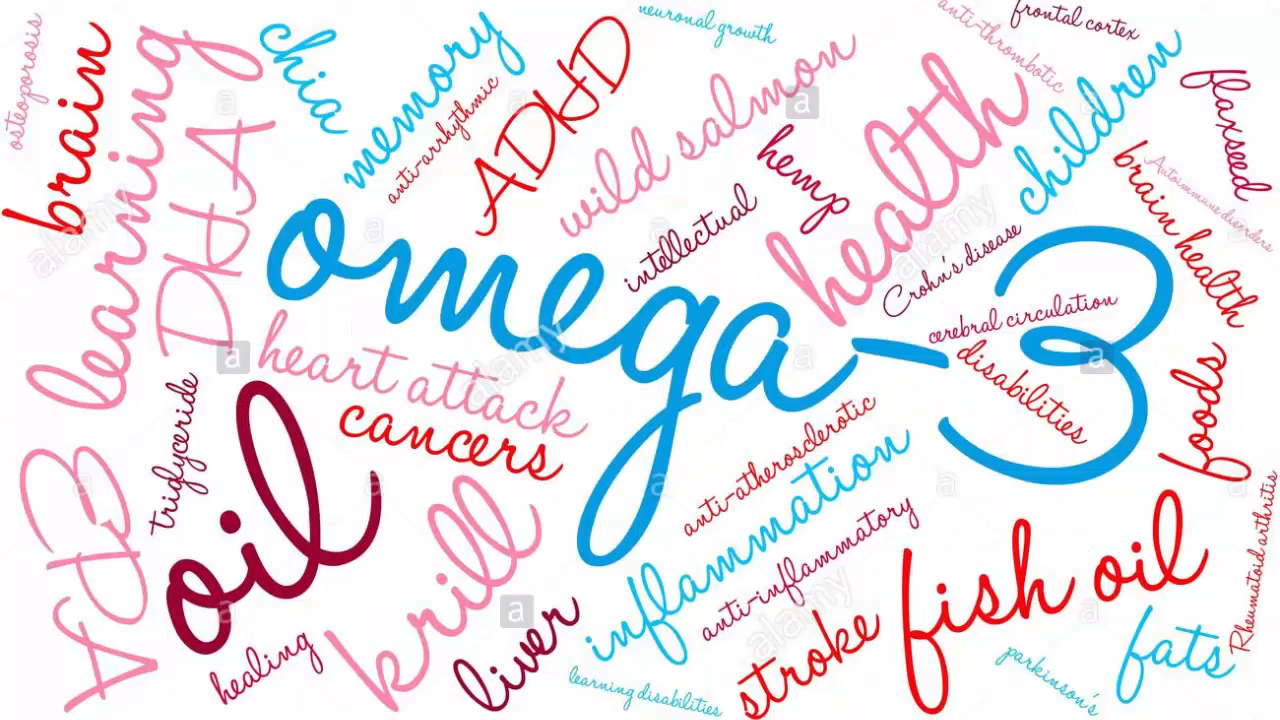 osteoporosis
brain
learning
DHA
chia
memory
anti-arrhythmic
ADHD
neuronal growth
wild salmon
anti-thrombotic
frontal cortex
children
flaxseed
hemp
health
intellectual
Autoimmune disorders
brain health
omega-3
Crohn's disease
cerebral circulation
disabilities
heart attack
cancers
triglyceride
oil
EPA
krill
healing
liver
anti-atherosclerotic
inflammation
anti-inflammatory
learning disabilities
stroke
fish oil
foods
Rheumatoid arthritis
fats
parkinson's
alamy
alamy
alamy
alamy
a
a
a
a